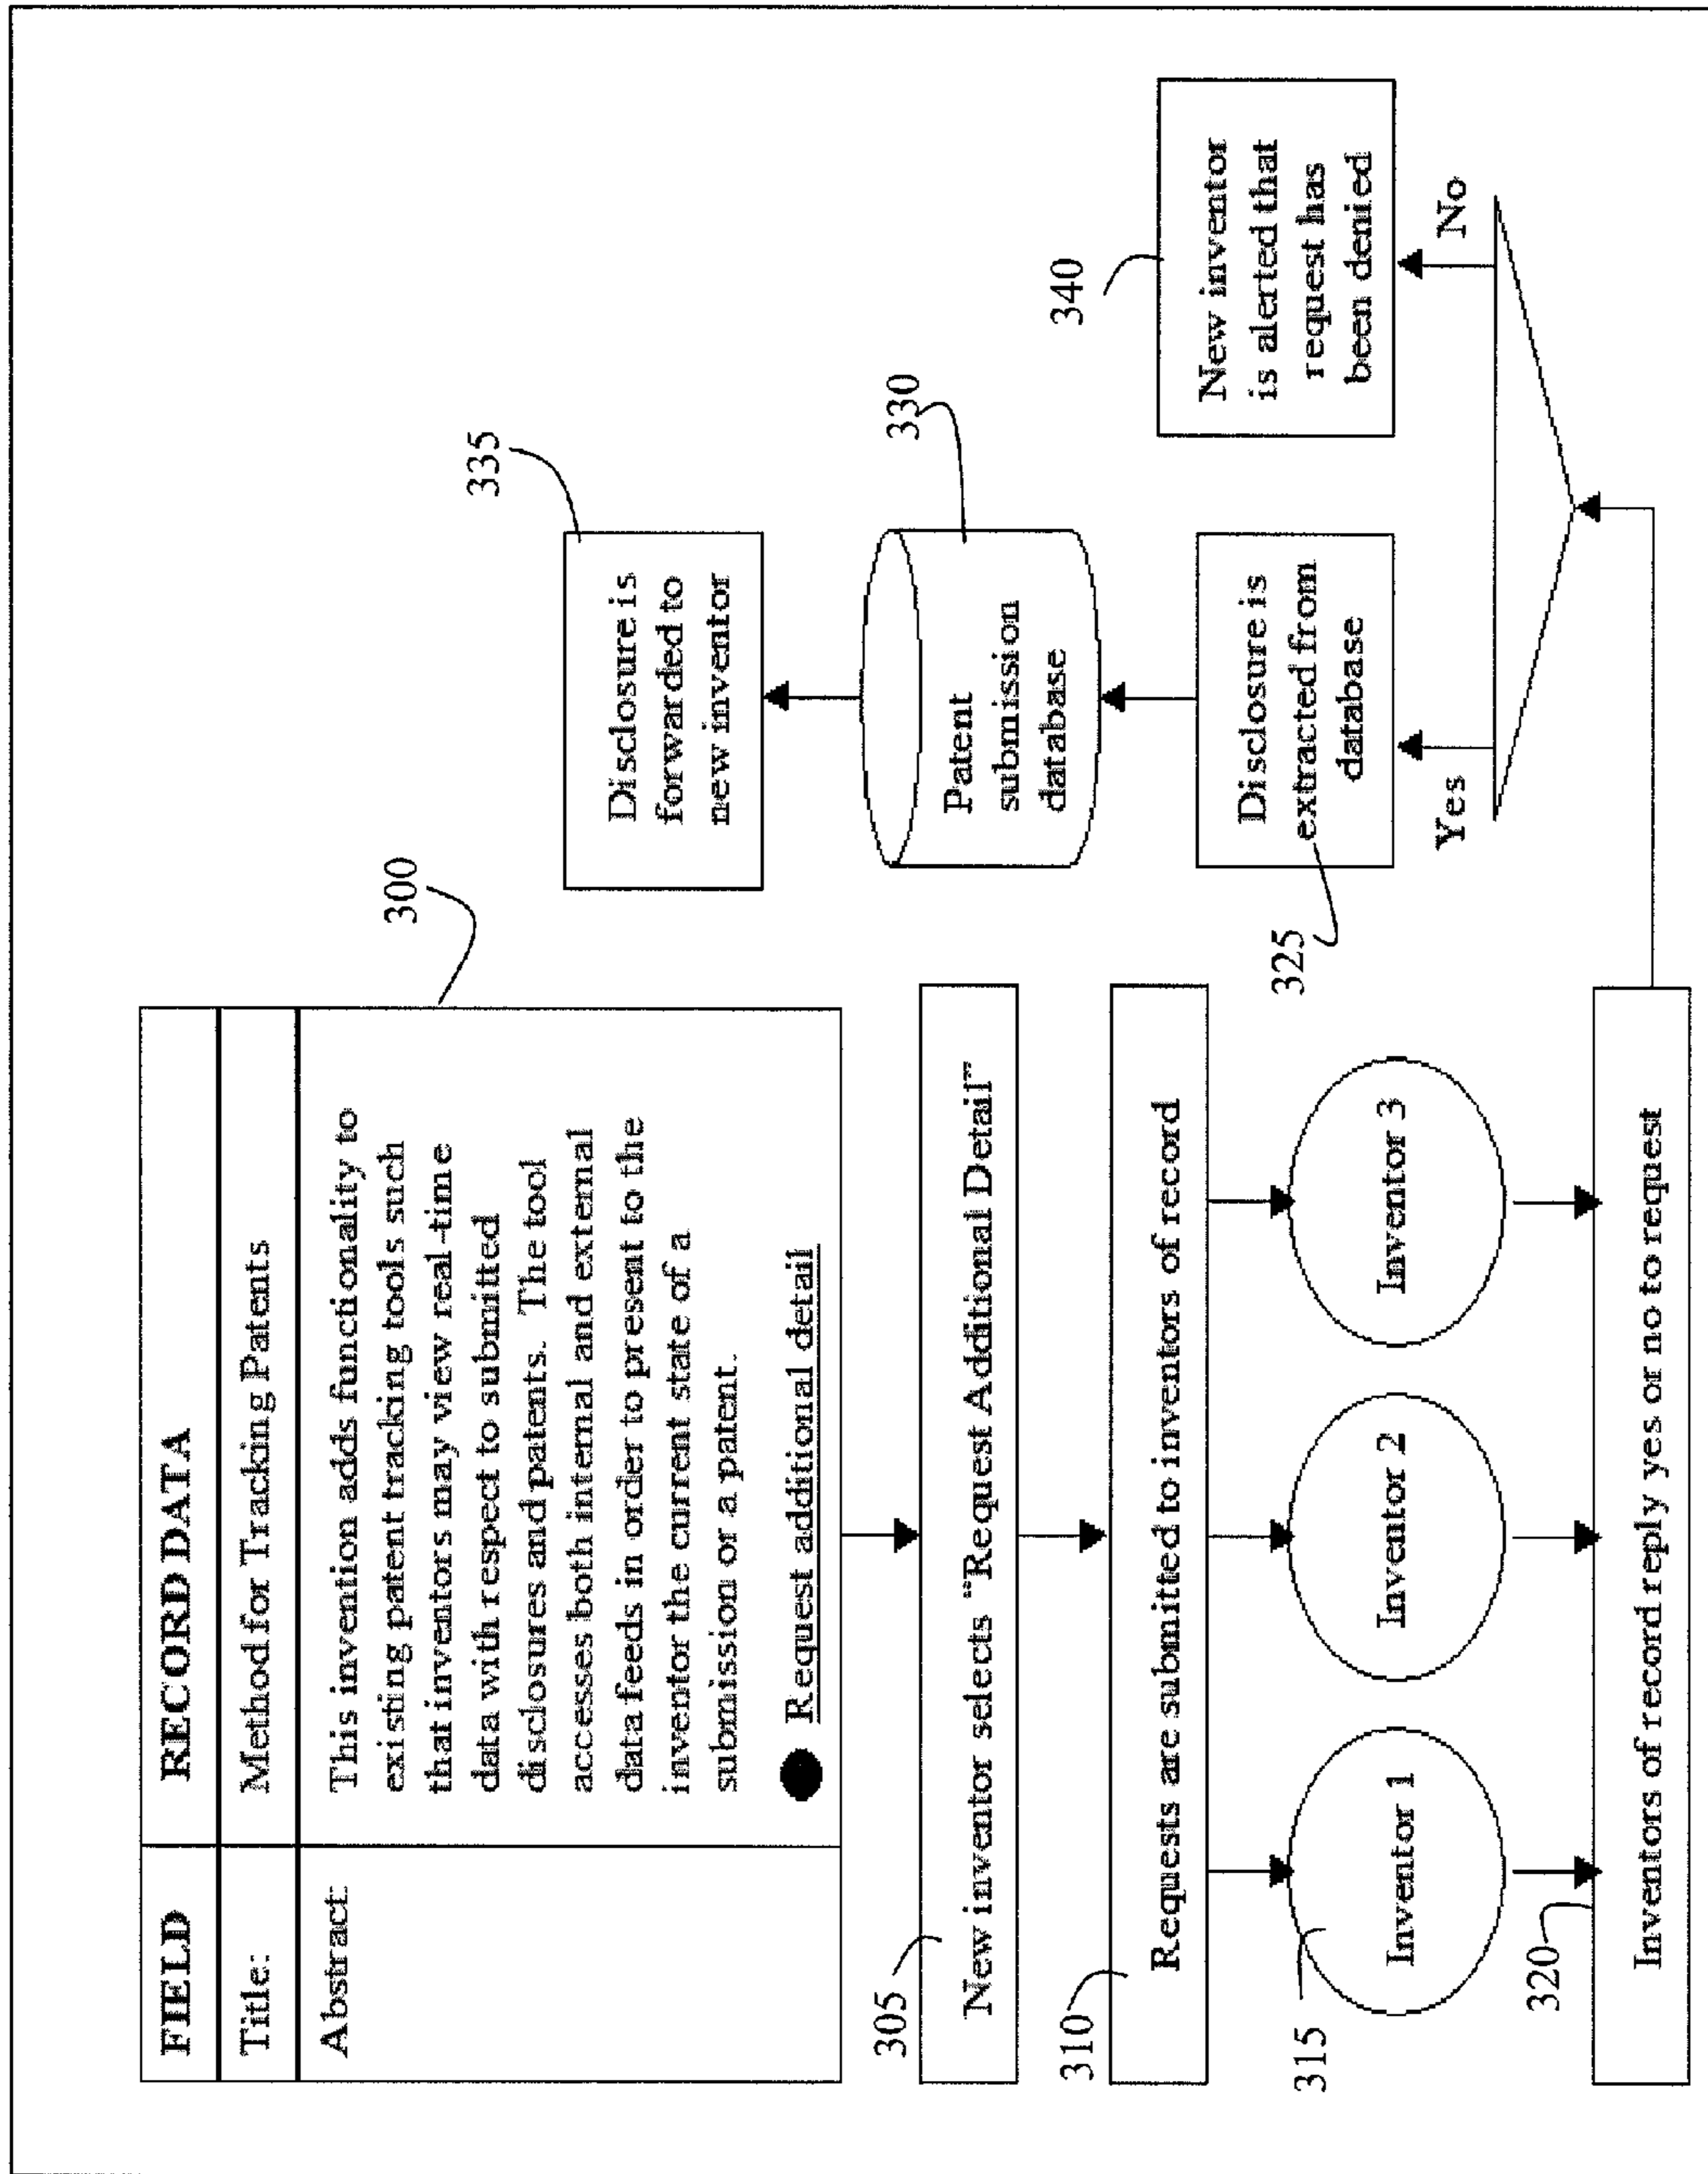 FIELD RECORD DATA
Title: Method for Tracking Patents
Abstract: This invention adds functionality to
existing patent tracking tools such
that inventors may view real-time
data with respect to submitted
disclosures and patents. The tool
accesses both internal and external
data feeds in order to present to the
inventor the current state of a
submission or a patent.
Request additional detail
300
305
New inventor selects "Request Additional Detail"
310
Requests are submitted to inventors of record
315
Inventor 1
Inventor 2
Inventor 3
320
Inventors of record reply yes or no to request
335
Disclosure is
forwarded to
new inventor
330
Patent
submission
database
325
Disclosure is
extracted from
database
Yes
340
New inventor
is alerted that
request has
been denied
No